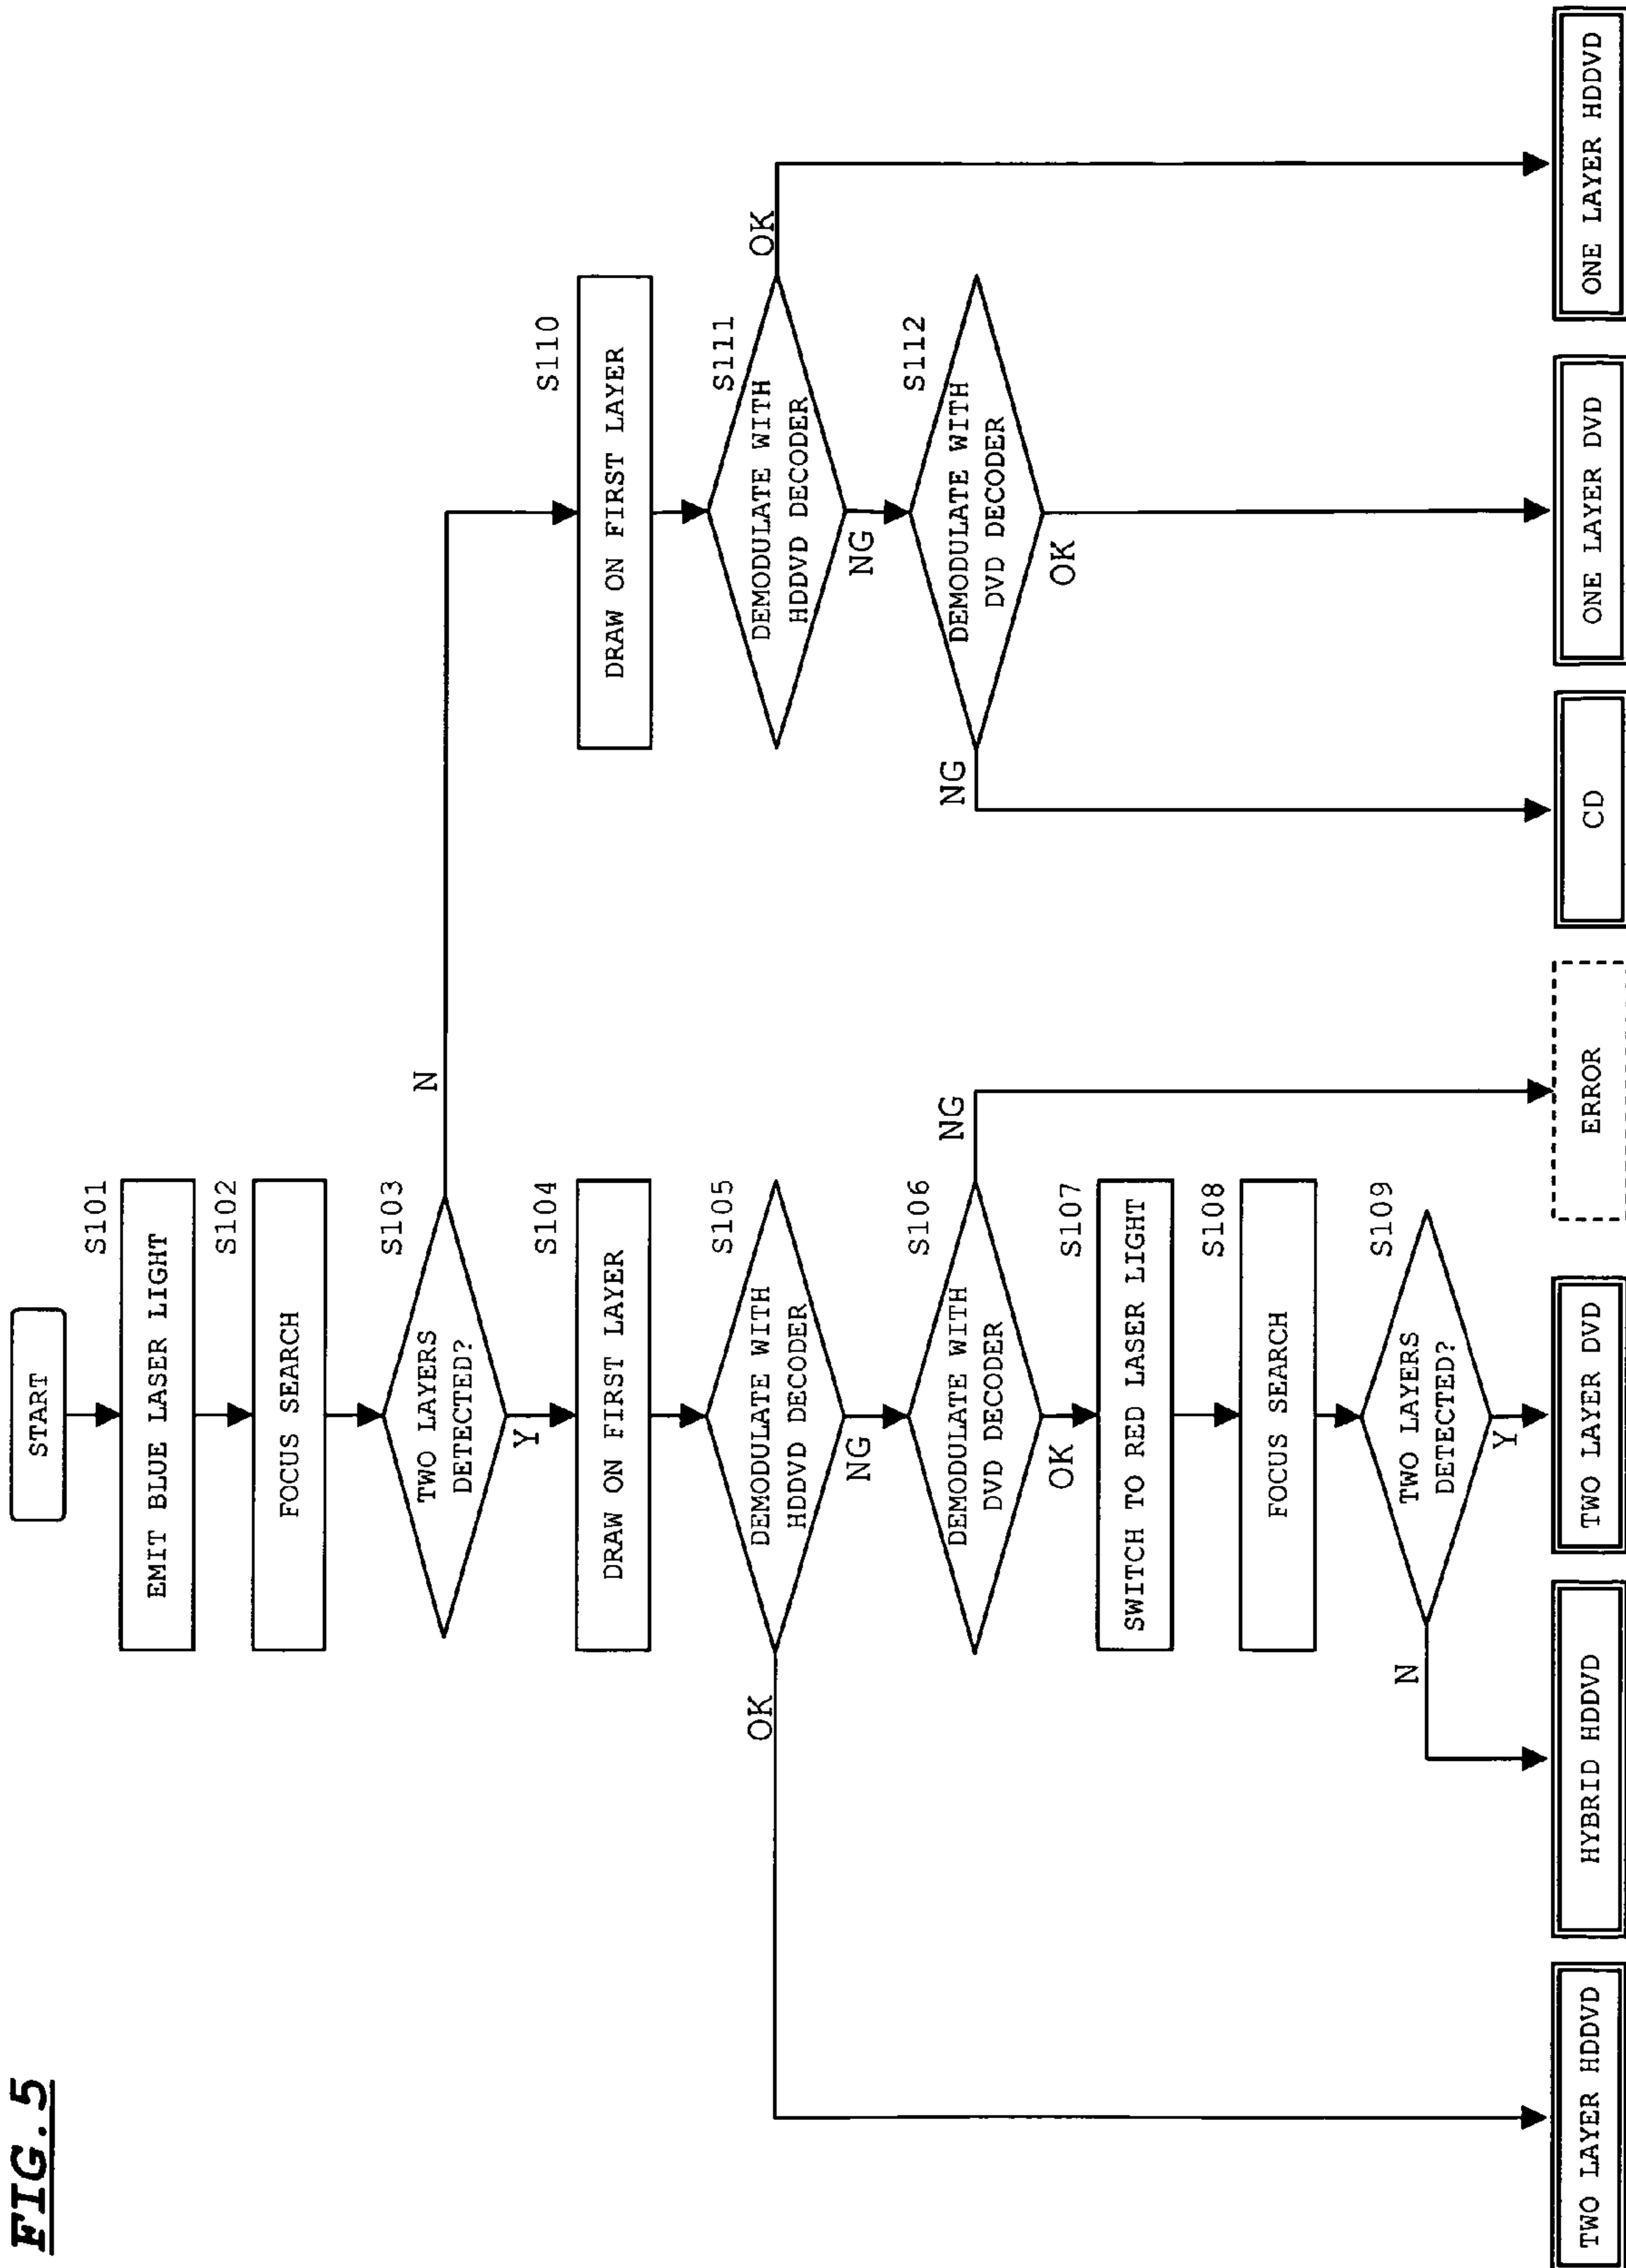 FIG.5
START
S101
EMIT BLUE LASER LIGHT
S102
FOCUS SEARCH
S103
TWO LAYERS
DETECTED?
N
Y
S104
DRAW ON FIRST LAYER
S105
DEMODULATE WITH
HDDVD DECODER
OK
NG
S106
DEMODULATE WITH
DVD DECODER
NG
OK
S107
SWITCH TO RED LASER LIGHT
S108
FOCUS SEARCH
S109
TWO LAYERS
DETECTED?
N
Y
S110
DRAW ON FIRST LAYER
S111
DEMODULATE WITH
HDDVD DECODER
OK
NG
S112
DEMODULATE WITH
DVD DECODER
NG
OK
TWO LAYER HDDVD
HYBRID HDDVD
TWO LAYER DVD
ERROR
CD
ONE LAYER DVD
ONE LAYER HDDVD